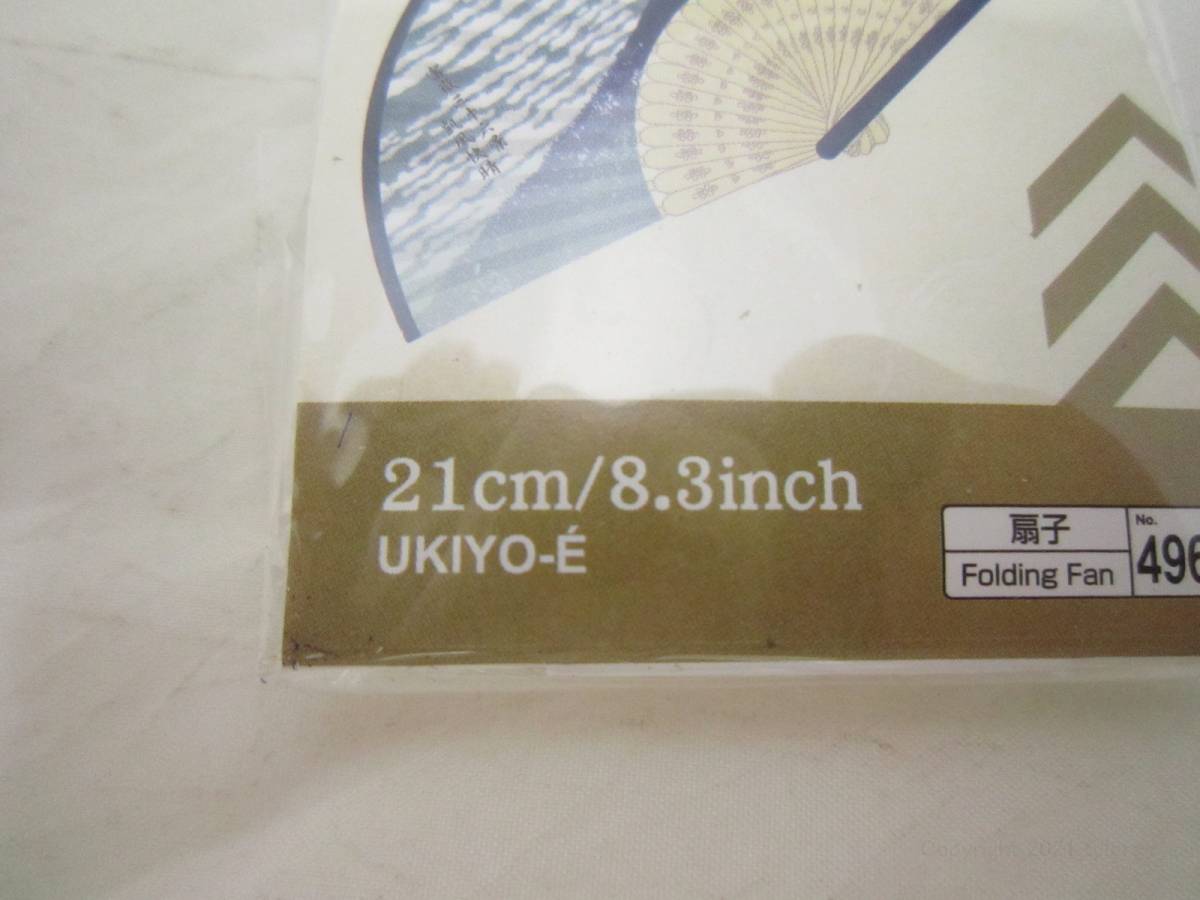 21cm/8.3inch
UKIYO-É
扇子
Folding Fan
No.
496